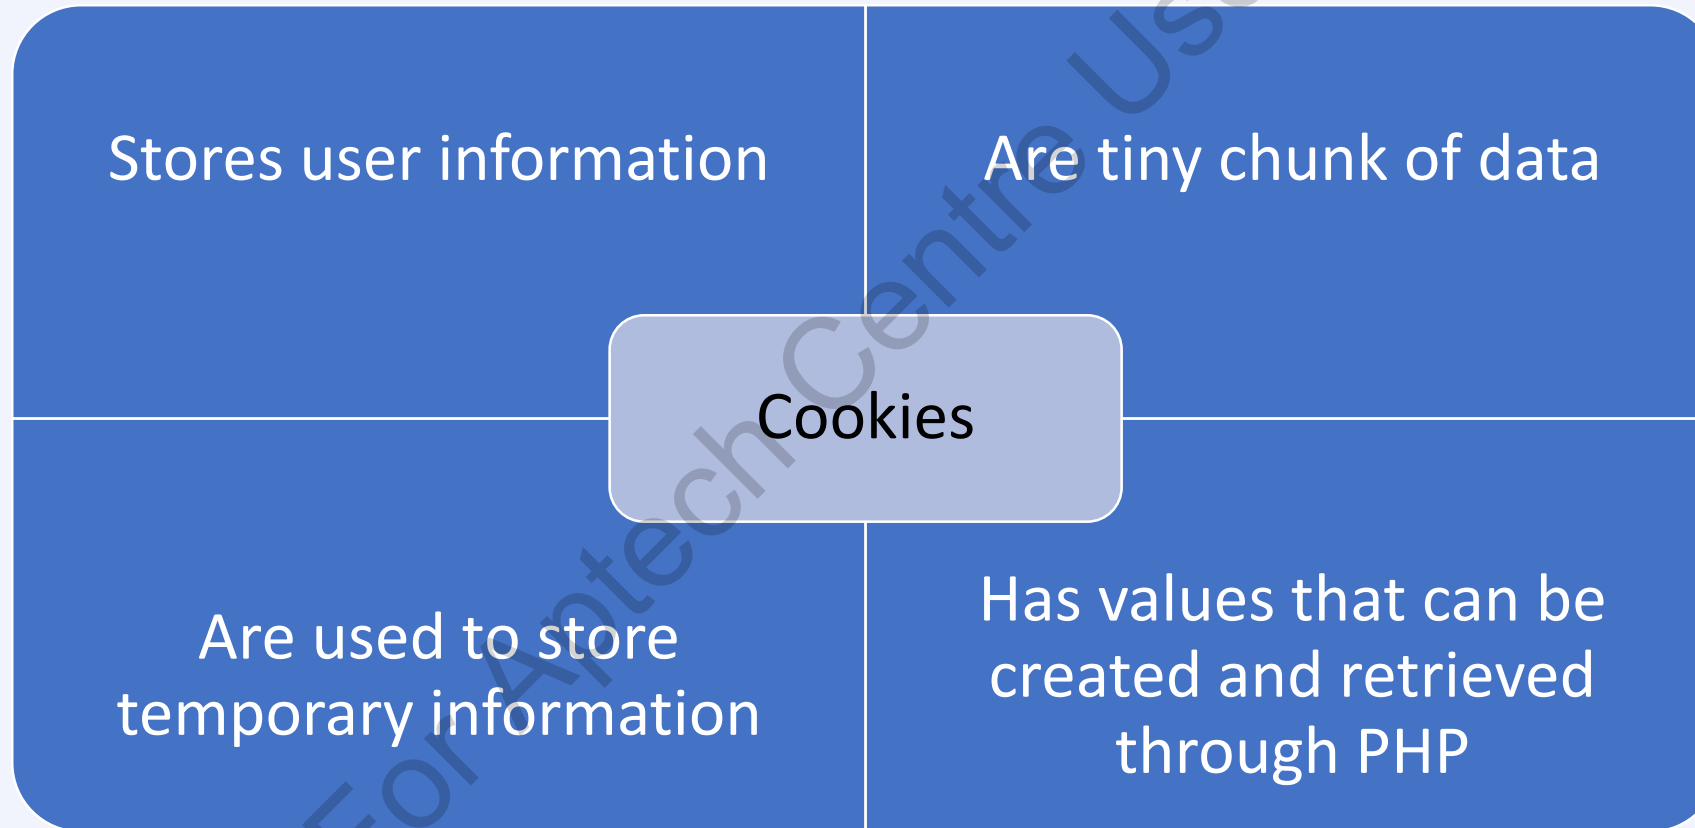 Stores user information
Are tiny chunk of data
Cookies
Are used to store
temporary information
Has values that can be
created and retrieved
through PHP
For Aptech Centre Us